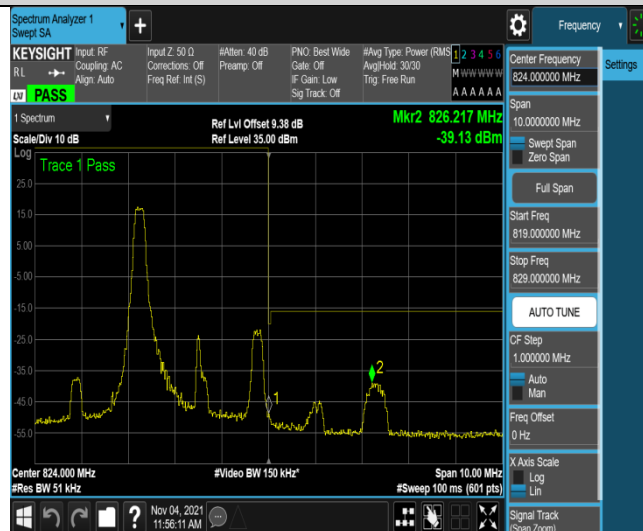 Spectrum Analyzer 1
Swept SA
Frequency
KEYSIGHT
RL
Input: RF
Coupling: AC
Align: Auto
Input Z: 50 Ω
Corrections: Off
Freq Ref: Int (S)
#Atten: 40 dB
Preamp: Off
PNO: Best Wide
Gate: Off
IF Gain: Low
Sig Track: Off
#Avg Type: Power (RMS
Avg|Hold: 30/30
Trig: Free Run
1 2 3 4 5 6
M W W W W W
A A A A A A
LXI
PASS
1 Spectrum
Scale/Div 10 dB
Ref Lvl Offset 9.38 dB
Ref Level 35.00 dBm
Mkr2 826.217 MHz
-39.13 dBm
Log
Trace 1 Pass
25.0
15.0
5.00
-5.00
-15.0
-25.0
-35.0
-45.0
-55.0
1
2
Center 824.000 MHz
#Res BW 51 kHz
#Video BW 150 kHz*
Span 10.00 MHz
#Sweep 100 ms (601 pts)
Nov 04, 2021
11:56:11 AM
Center Frequency
824.000000 MHz
Settings
Span
10.0000000 MHz
Swept Span
Zero Span
Full Span
Start Freq
819.000000 MHz
Stop Freq
829.000000 MHz
AUTO TUNE
CF Step
1.000000 MHz
Auto
Man
Freq Offset
0 Hz
X Axis Scale
Log
Lin
Signal Track
(Span Zoom)